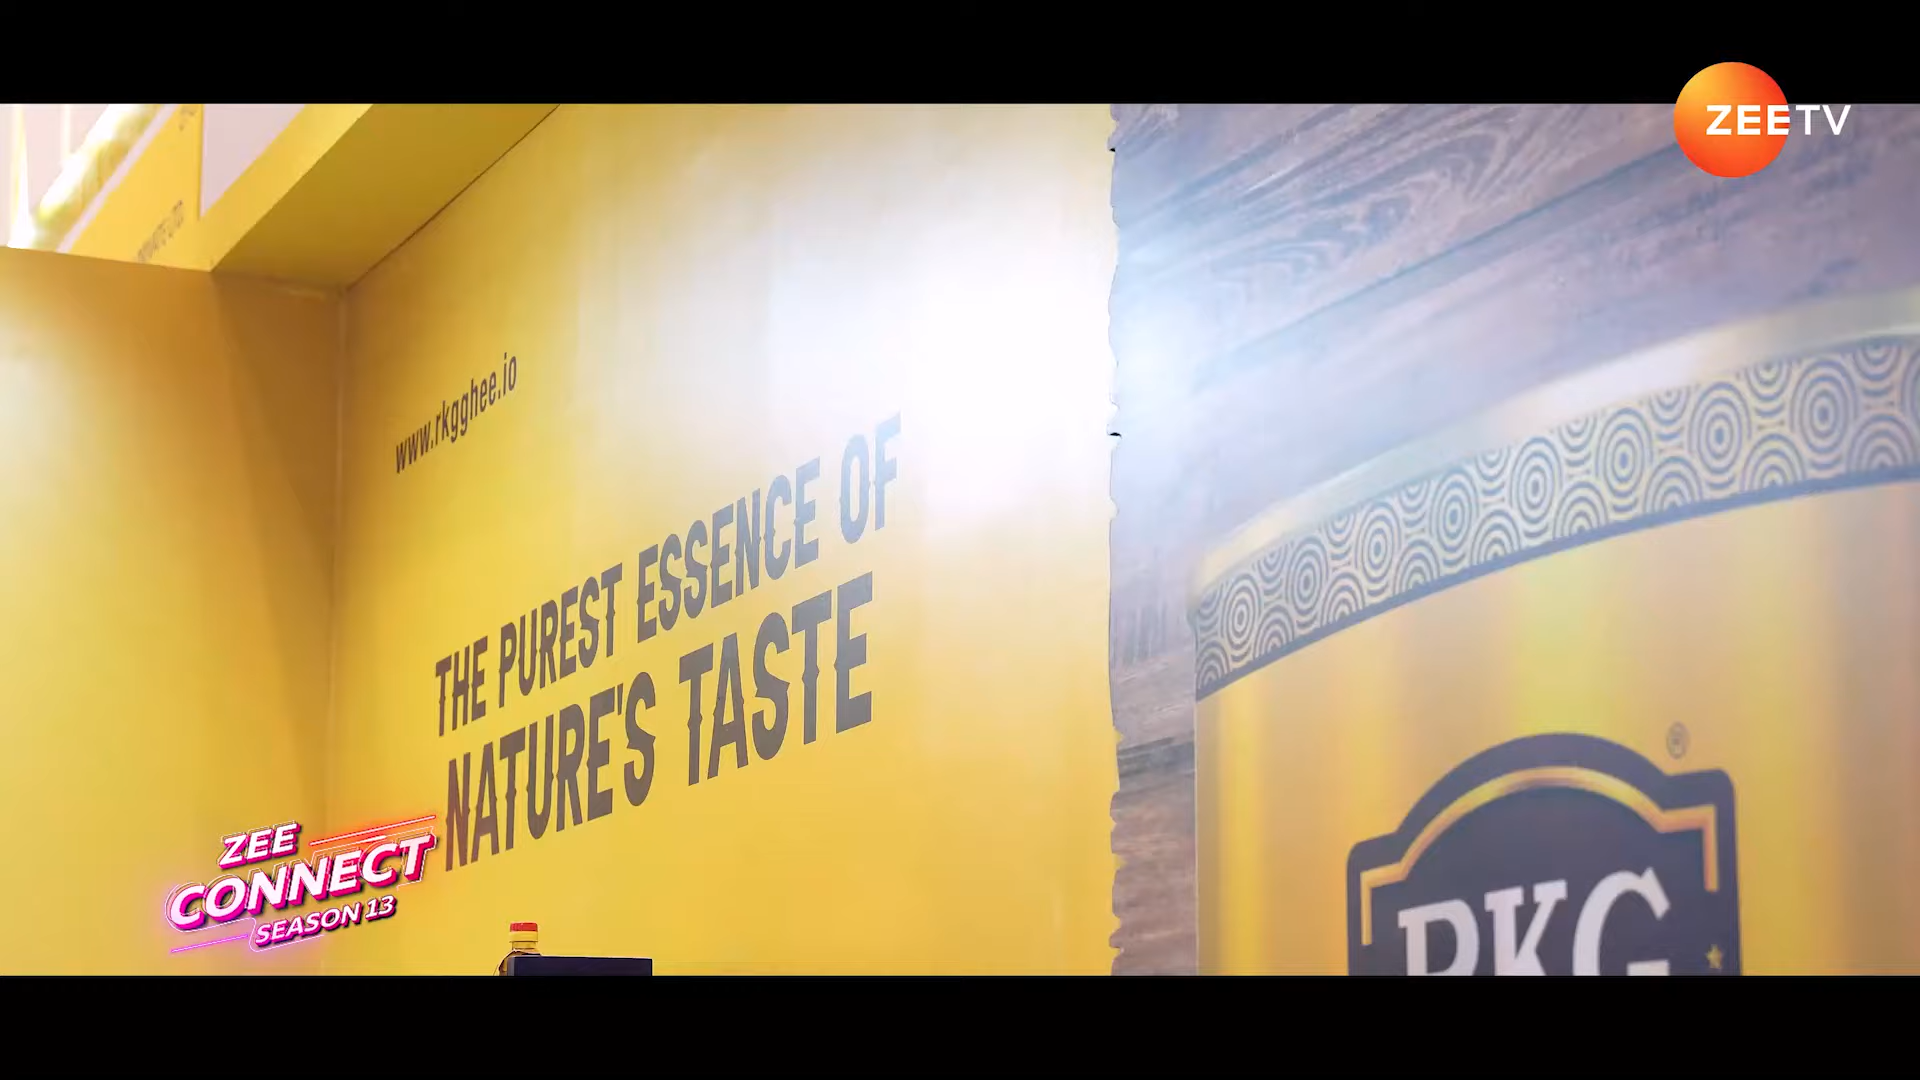 ZEETV
www.rkgghee.io
THE PUREST ESSENCE OF
NATURE'S TASTE
®
RKG
ZEE
CONNECT
SEASON 13